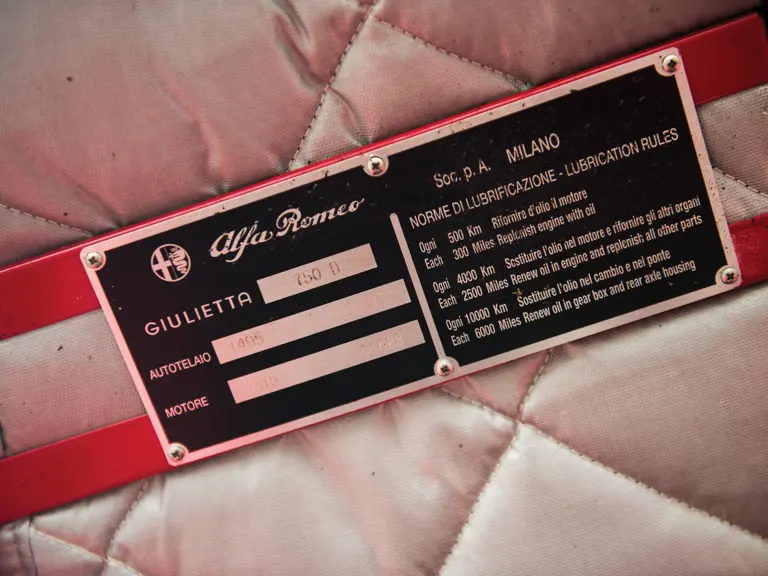 Alfa Romeo
GIULIETTA 750 D
AUTOTELAIO 1495
MOTORE
Soc. p. A. MILANO
NORME DI LUBRIFICAZIONE - LUBRICATION RULES
Ogni 500 Km Rifornire d'olio il motore
Each 300 Miles Replenish engine with oil
Ogni 4000 Km Sostituire l'olio nel motore e rifornire gli altri organi
Each 2500 Miles Renew oil in engine and replenish all other parts
Ogni 10000 Km Sostituire l'olio nel cambio e nel ponte
Each 6000 Miles Renew oil in gear box and rear axle housing